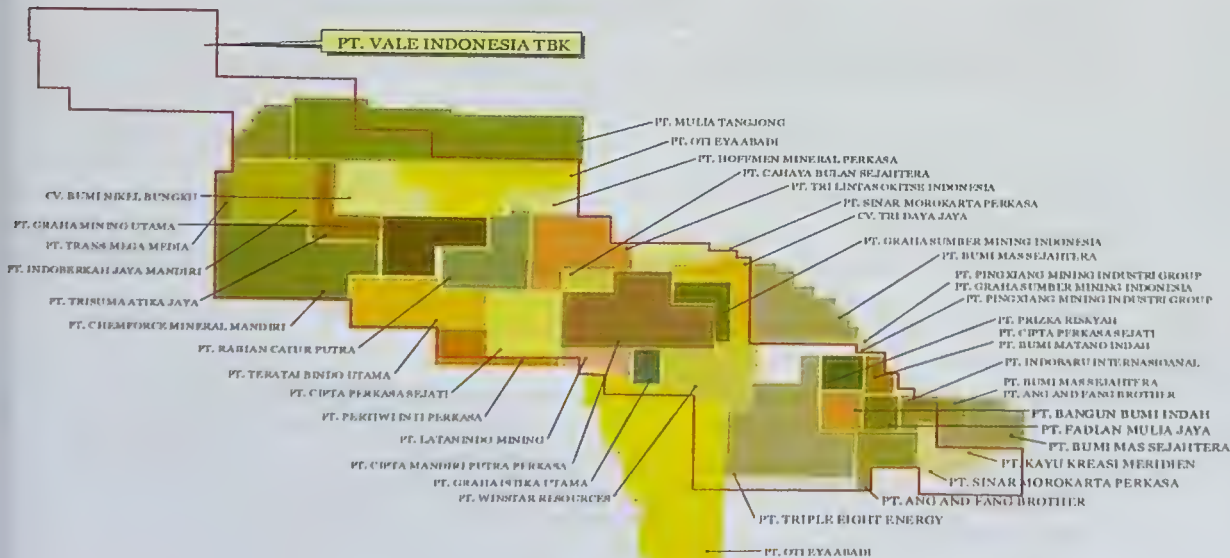 PT. VALE INDONESIA TBK
PT. MULIA TANGJONG
PT. OTI EYA ABADI
PT. HOFFMEN MINERAL PERKASA
PT. CAHAYA BULAN SEJAHTERA
PT. TRI LINTAS OKITSE INDONESIA
PT. SINAR MOROKARTA PERKASA
CV. TRI DAYA JAYA
PT. GRAHA SUMBER MINING INDONESIA
PT. BUMI MAS SEJAHTERA
PT. PINGXIANG MINING INDUSTRI GROUP
PT. GRAHA SUMBER MINING INDONESIA
PT. PINGXIANG MINING INDUSTRI GROUP
PT. PRIZKA RISKYAH
PT. CIPTA PERKASA SEJATI
PT. BUMI MATANO INDAH
PT. INDOBARU INTERNASIOANAL
PT. BUMI MAS SEJAHTERA
PT. ANG AND FANG BROTHER
PT. BANGUN BUMI INDAH
PT. FADIAN MULIA JAYA
PT. BUMI MAS SEJAHTERA
PT. KAYU KREASI MERIDIEN
PT. SINAR MOROKARTA PERKASA
PT. ANG AND FANG BROTHER
PT. TRIPLE EIGHT ENERGY
PT. OTI EYA ABADI
CV. BUMI NIKEL BUNGKU
PT. GRAHA MINING UTAMA
PT. TRANS MEGA MEDIA
PT. INDOBERKAH JAYA MANDIRI
PT. TRISUMA ATIKA JAYA
PT. CHEMFORCE MINERAL MANDIRI
PT. RABIAN CATUR PUTRA
PT. TERATAI BINDO UTAMA
PT. CIPTA PERKASA SEJATI
PT. PERTIWI INTI PERKASA
PT. LATANINDO MINING
PT. CIPTA MANDIRI PUTRA PERKASA
PT. GRAHA ISTIKA UTAMA
PT. WINSTAR RESOURCES